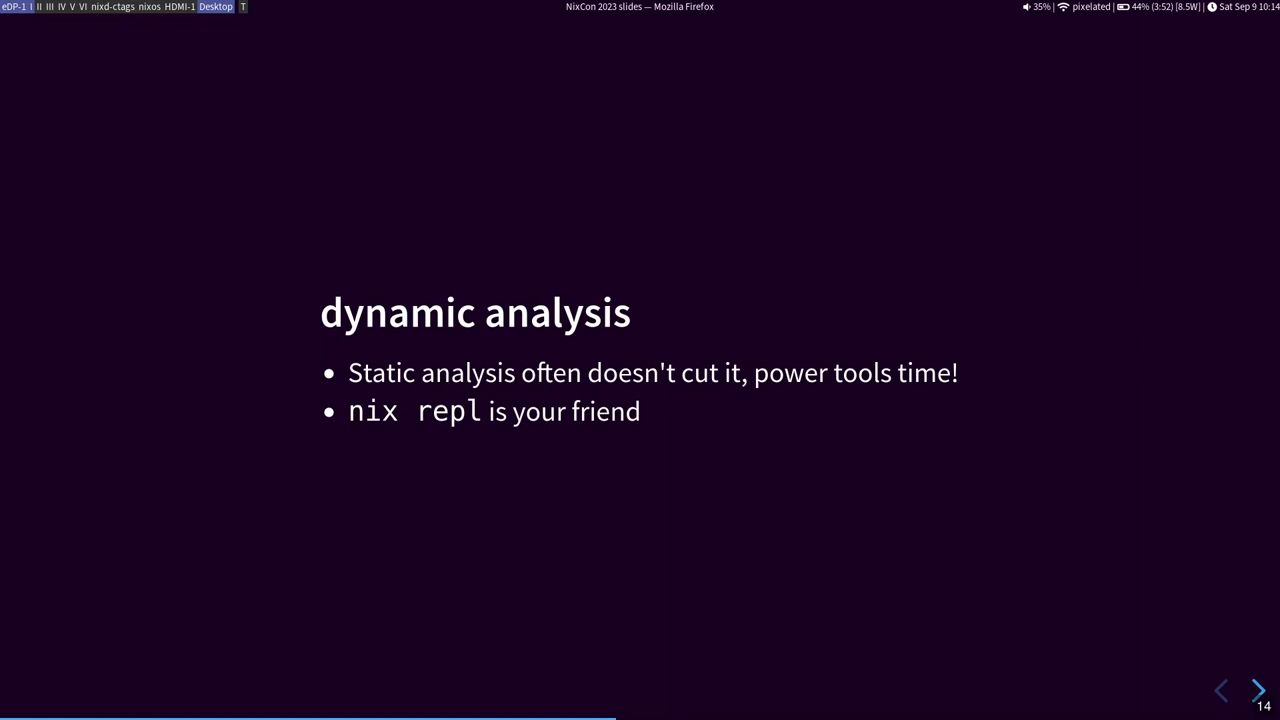 eDP-1 I II III IV V VI nixd-ctags nixos HDMI-1 Desktop T
NixCon 2023 slides — Mozilla Firefox
35% | pixelated | 44% (3:52) [8.5W] | Sat Sep 9 10:14
dynamic analysis
• Static analysis often doesn't cut it, power tools time!
• nix repl is your friend
14